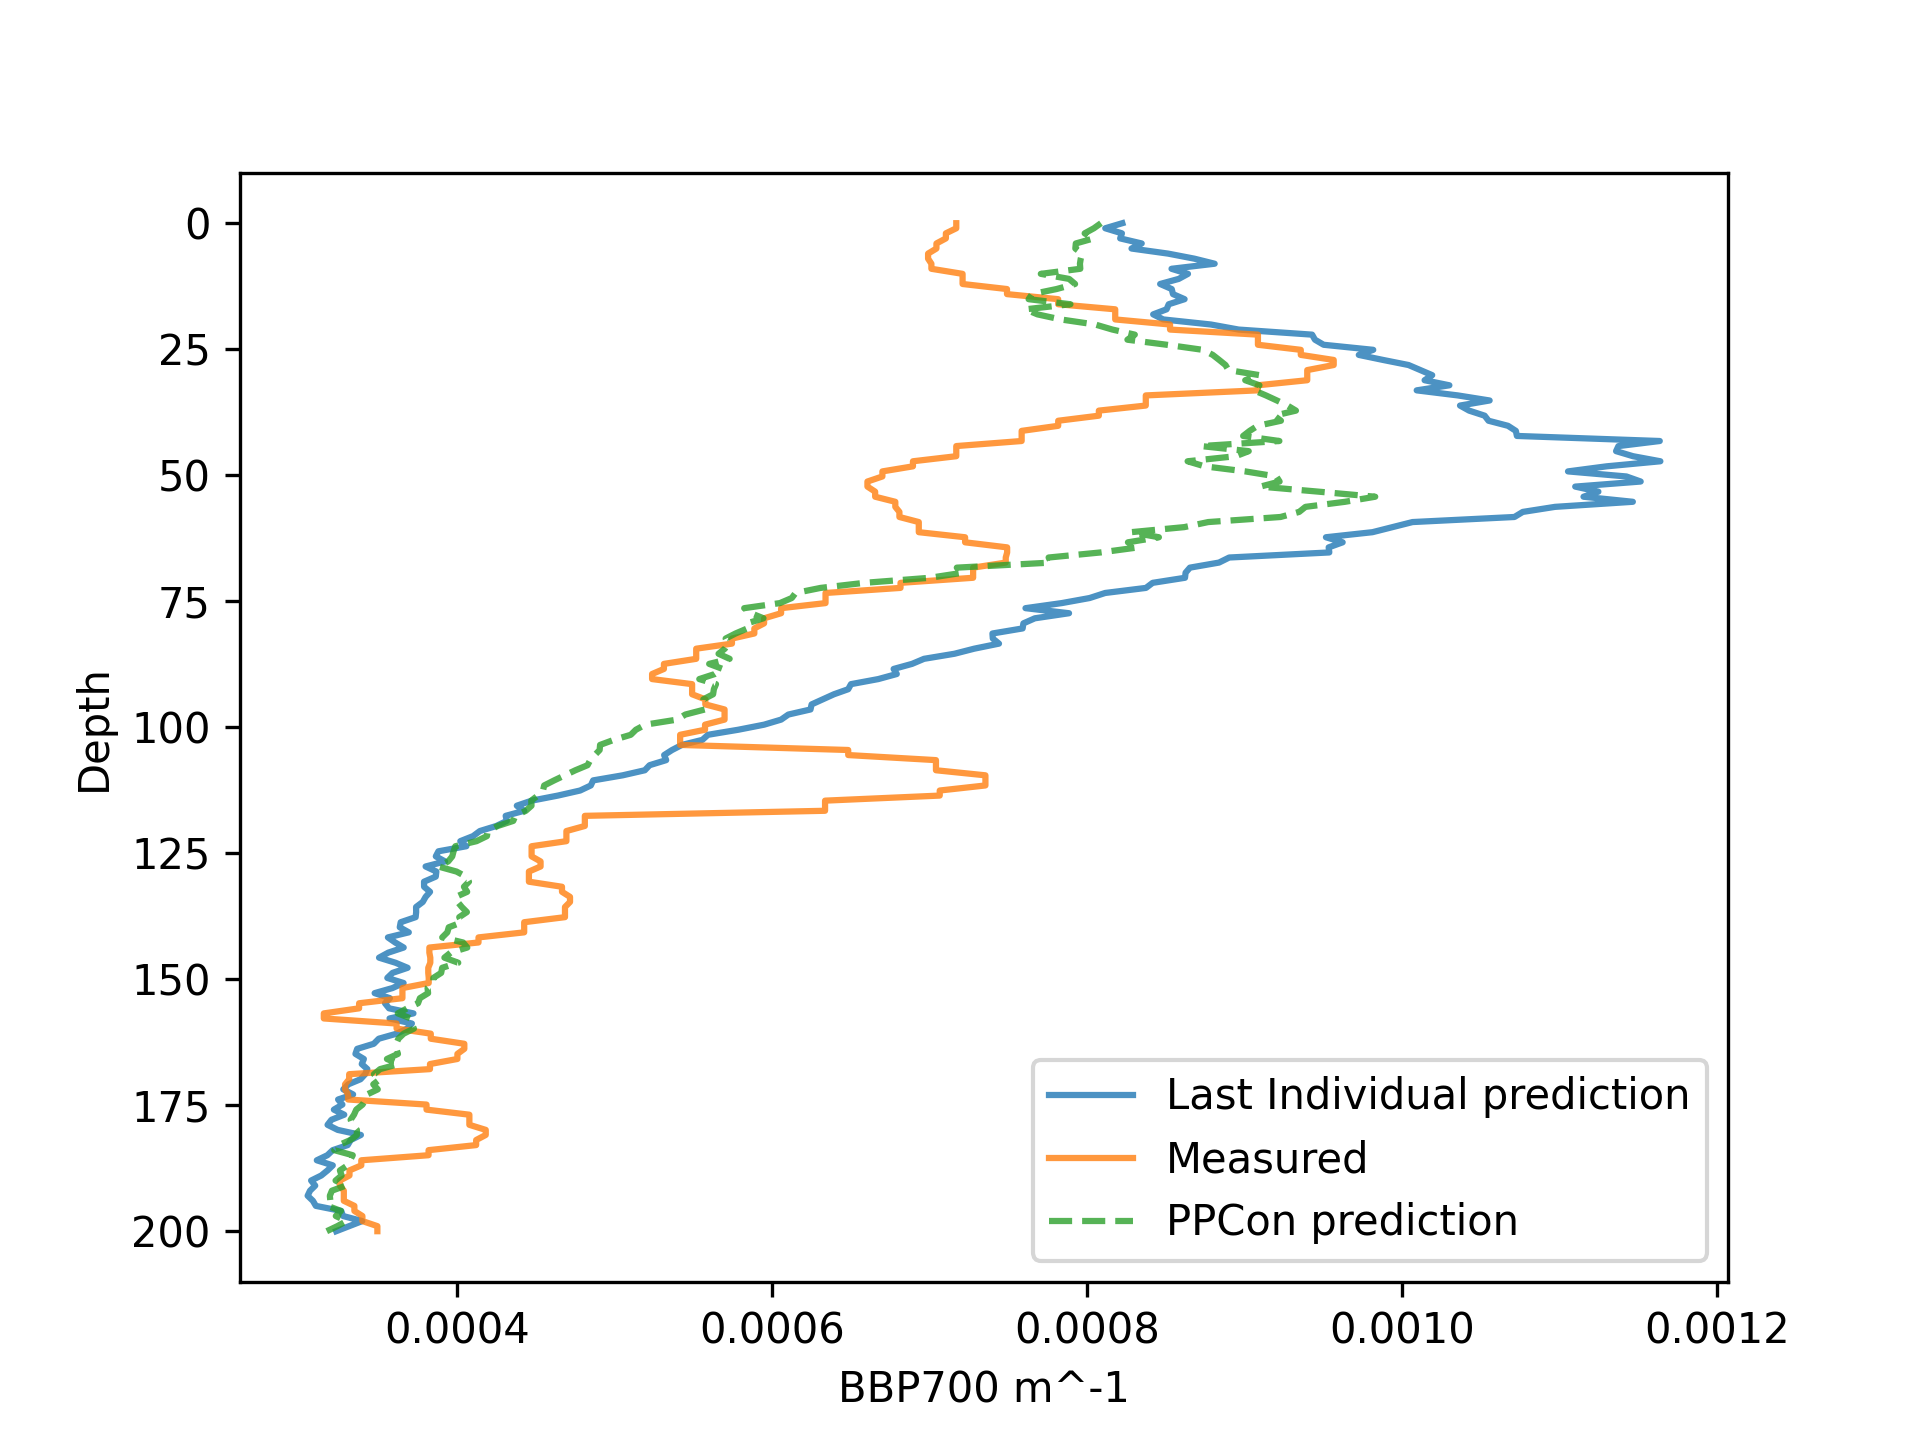 0
25
50
75
100
125
150
175
200
Depth
0.0004 0.0006 0.0008 0.0010 0.0012
BBP700 m^-1
Last Individual prediction
Measured
PPCon prediction